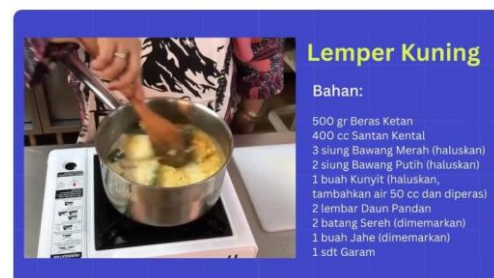 Lemper Kuning
Bahan:
500 gr Beras Ketan
400 cc Santan Kental
3 siung Bawang Merah (haluskan)
2 siung Bawang Putih (haluskan)
1 buah Kunyit (haluskan,
tambahkan air 50 cc dan diperas)
2 lembar Daun Pandan
2 batang Sereh (dimemarkan)
1 buah Jahe (dimemarkan)
1 sdt Garam